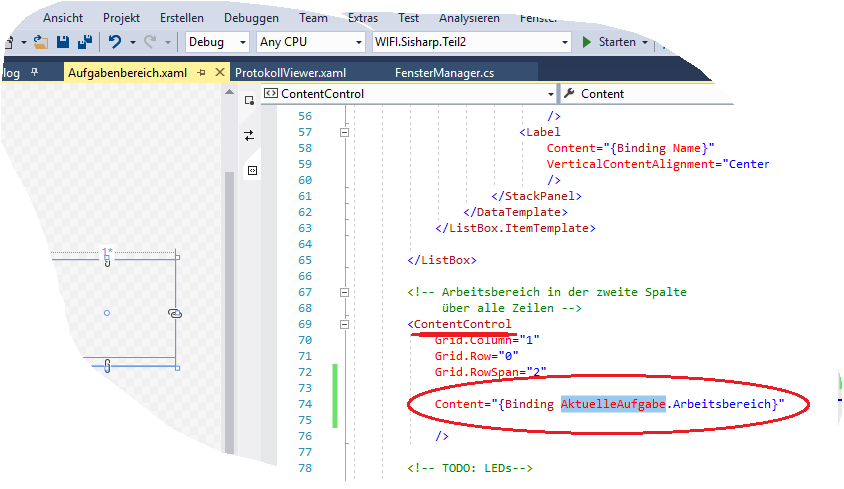 Ansicht Projekt Erstellen Debuggen Team Extras Test Analysieren Fenster
Debug Any CPU WIFI.Sisharp.Teil2 Starten
log Aufgabenbereich.xaml ProtokollViewer.xaml FensterManager.cs
ContentControl Content
56 />
57 <Label
58 Content="{Binding Name}"
59 VerticalContentAlignment="Center
60 />
61 </StackPanel>
62 </DataTemplate>
63 </ListBox.ItemTemplate>
64
65 </ListBox>
66
67 <!-- Arbeitsbereich in der zweite Spalte
68 über alle Zeilen -->
69 <ContentControl
70 Grid.Column="1"
71 Grid.Row="0"
72 Grid.RowSpan="2"
73
74 Content="{Binding AktuelleAufgabe.Arbeitsbereich}"
75
76 />
77
78 <!-- TODO: LEDs-->
1*